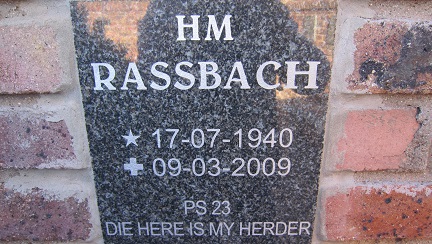 HM
RASSBACH
★ 17-07-1940
✚ 09-03-2009
PS 23
DIE HERE IS MY HERDER